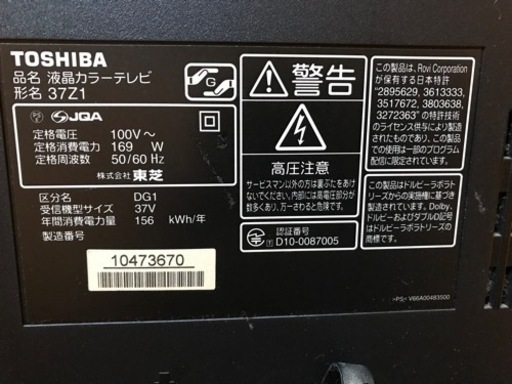 TOSHIBA
品名 液晶カラーテレビ
形名 37Z1
G
JQA
定格電圧 100V～
定格消費電力 169 W
定格周波数 50/60 Hz
株式会社 東芝
区分名 DG1
受信機型サイズ 37V
年間消費電力量 156 kWh/年
製造番号
10473670
警告
高圧注意
サービスマン以外の方は裏ぶたをあけないでください。
内部には高電圧部分が数多くあり、万一さわると危険です。
認証番号
D10-0087005
この製品は、Rovi Corporation
が保有する日本特許
"2895629、3613333、
3517672、3803638、
3272363" の特許の
ライセンス供与により製造
されたものであり、この製品
での使用は一部のプログラム
配信に限られています。
この製品はドルビーラボラト
リーズからの実施権に基づ
き製造されています。Dolby、
ドルビーおよびダブルD記号
はドルビーラボラトリーズの
商標です。
>PS< V66A00483500